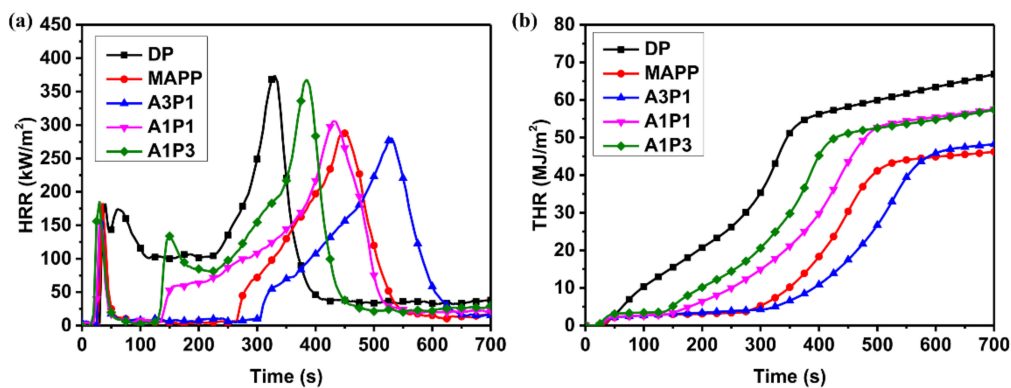 (a)
450
400
350
300
250
200
150
100
50
0
HRR (kW/m²)
DP
MAPP
A3P1
A1P1
A1P3
0 100 200 300 400 500 600 700
Time (s)
(b)
80
70
60
50
40
30
20
10
0
THR (MJ/m²)
DP
MAPP
A3P1
A1P1
A1P3
0 100 200 300 400 500 600 700
Time (s)